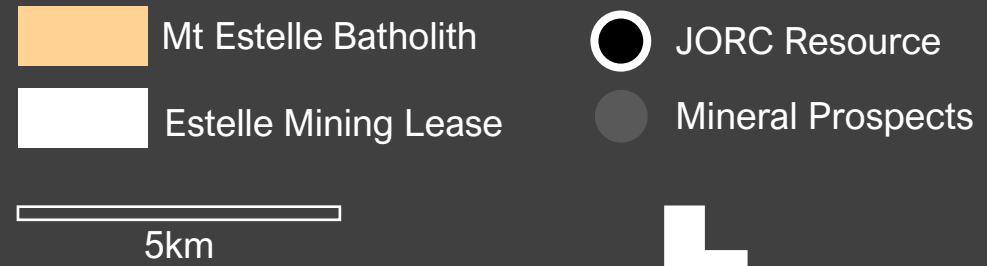 Mt Estelle Batholith
JORC Resource
Estelle Mining Lease
Mineral Prospects
5km